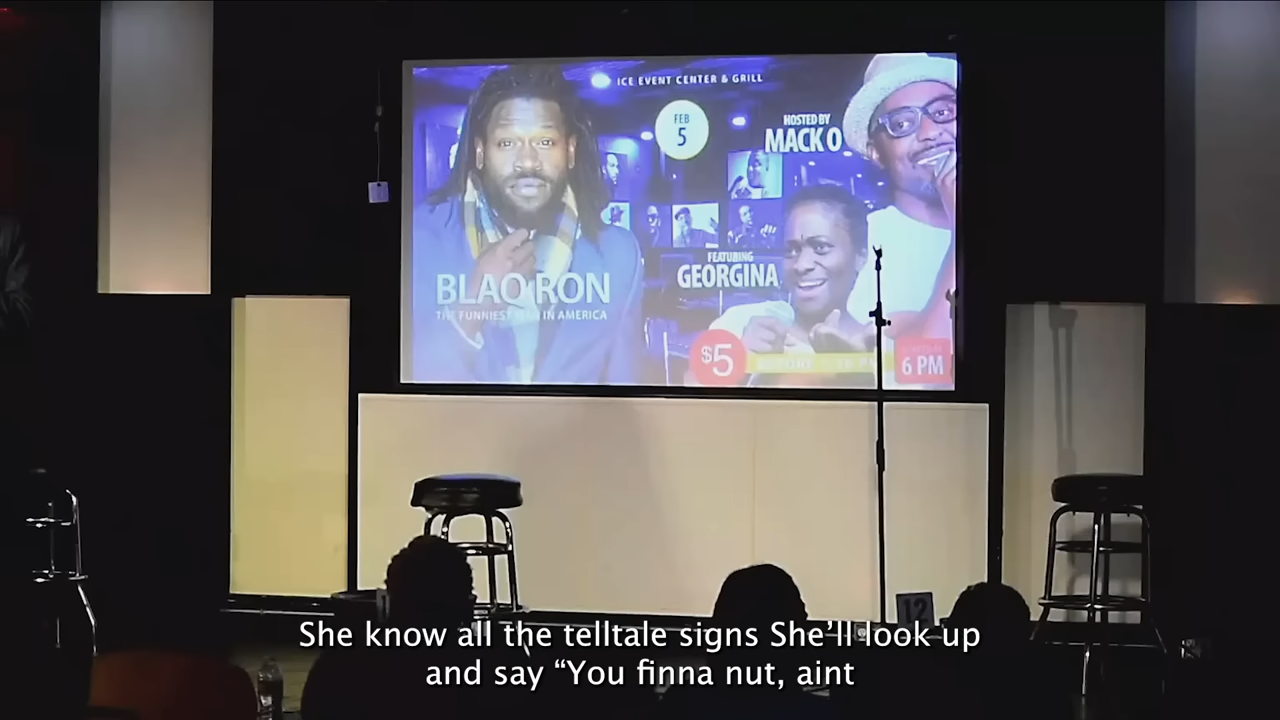 ICE EVENT CENTER & GRILL
FEB
5
HOSTED BY
MACK O
FEATURING
GEORGINA
BLAQ RON
THE FUNNIEST MAN IN AMERICA
$5
6 PM
12
She know all the telltale signs She’ll look up
and say “You finna nut, aint